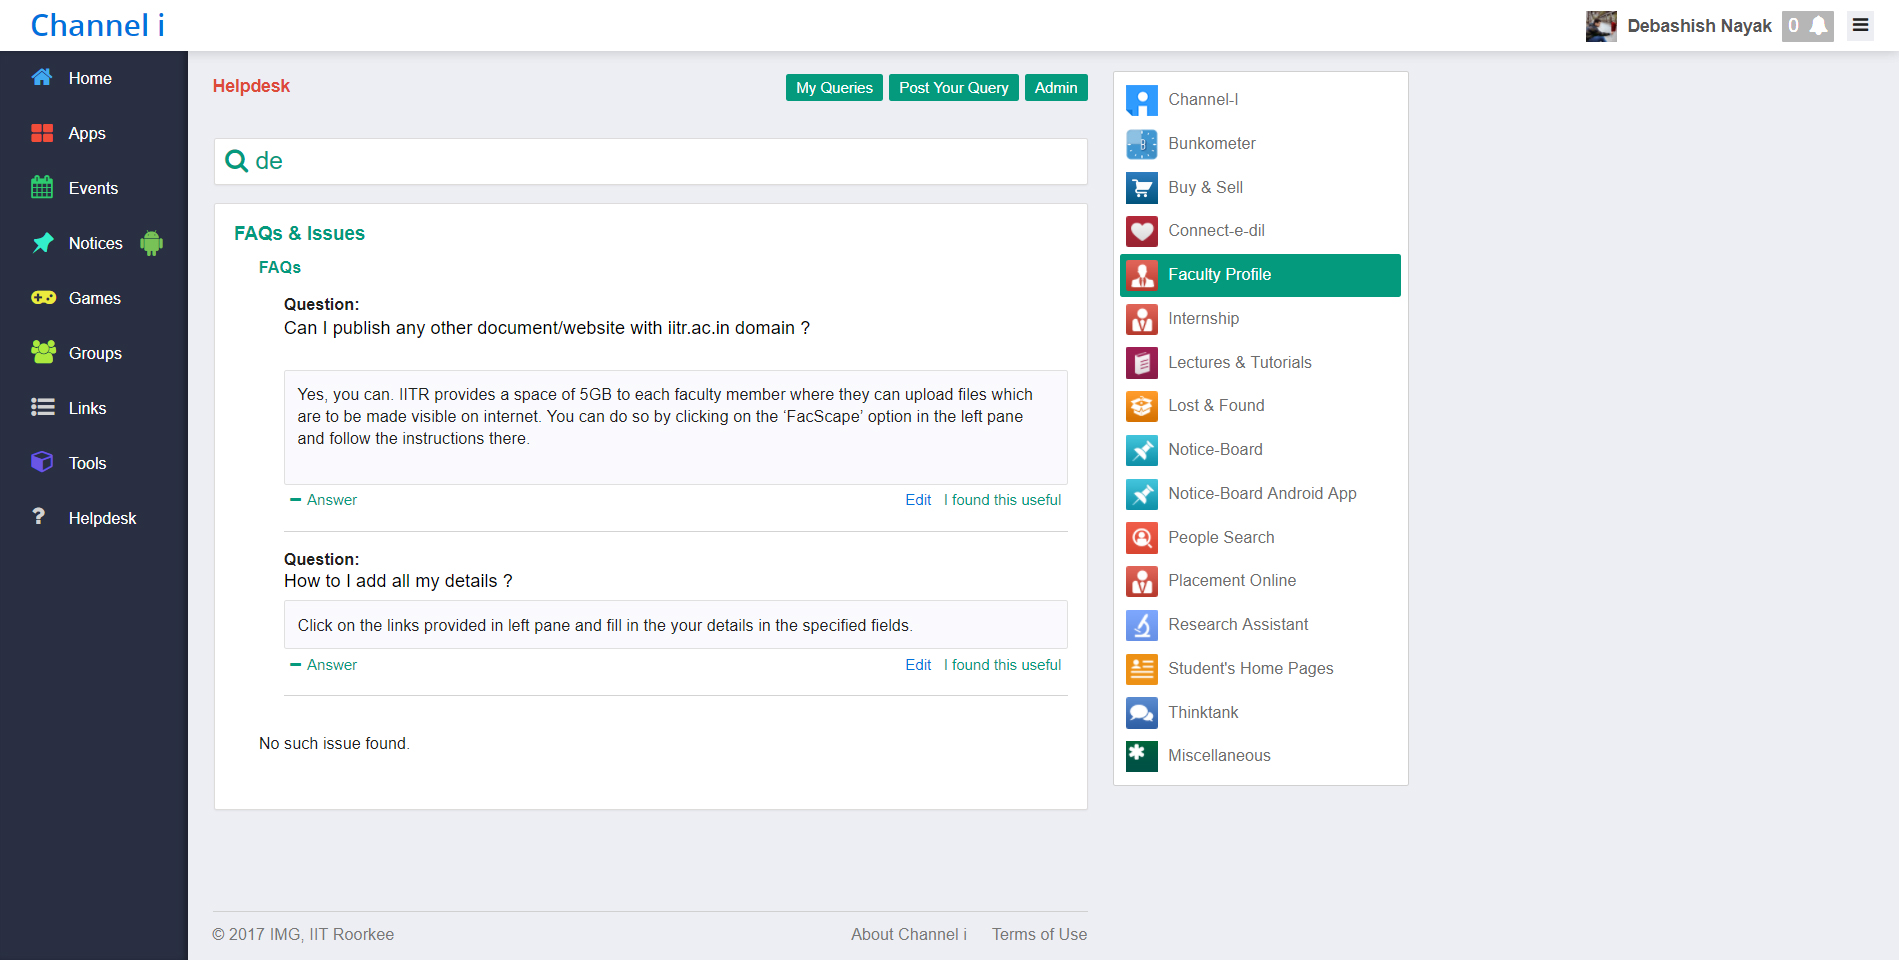 Channel i
Debashish Nayak
0
Home
Apps
Events
Notices
Games
Groups
Links
Tools
Helpdesk
Helpdesk
My Queries
Post Your Query
Admin
de
FAQs & Issues
FAQs
Question:
Can I publish any other document/website with iitr.ac.in domain ?
Yes, you can. IITR provides a space of 5GB to each faculty member where they can upload files which
are to be made visible on internet. You can do so by clicking on the ‘FacScape’ option in the left pane
and follow the instructions there.
Answer
Edit
I found this useful
Question:
How to I add all my details ?
Click on the links provided in left pane and fill in the your details in the specified fields.
Answer
Edit
I found this useful
No such issue found.
Channel-I
Bunkometer
Buy & Sell
Connect-e-dil
Faculty Profile
Internship
Lectures & Tutorials
Lost & Found
Notice-Board
Notice-Board Android App
People Search
Placement Online
Research Assistant
Student's Home Pages
Thinktank
Miscellaneous
© 2017 IMG, IIT Roorkee
About Channel i
Terms of Use